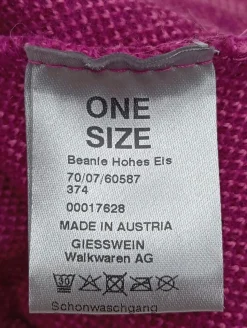 ONE
SIZE
Beanie Hohes Eis
70/07/60587
374
00017628
MADE IN AUSTRIA
GIESSWEIN
Walkwaren AG
30
Schonwaschgang